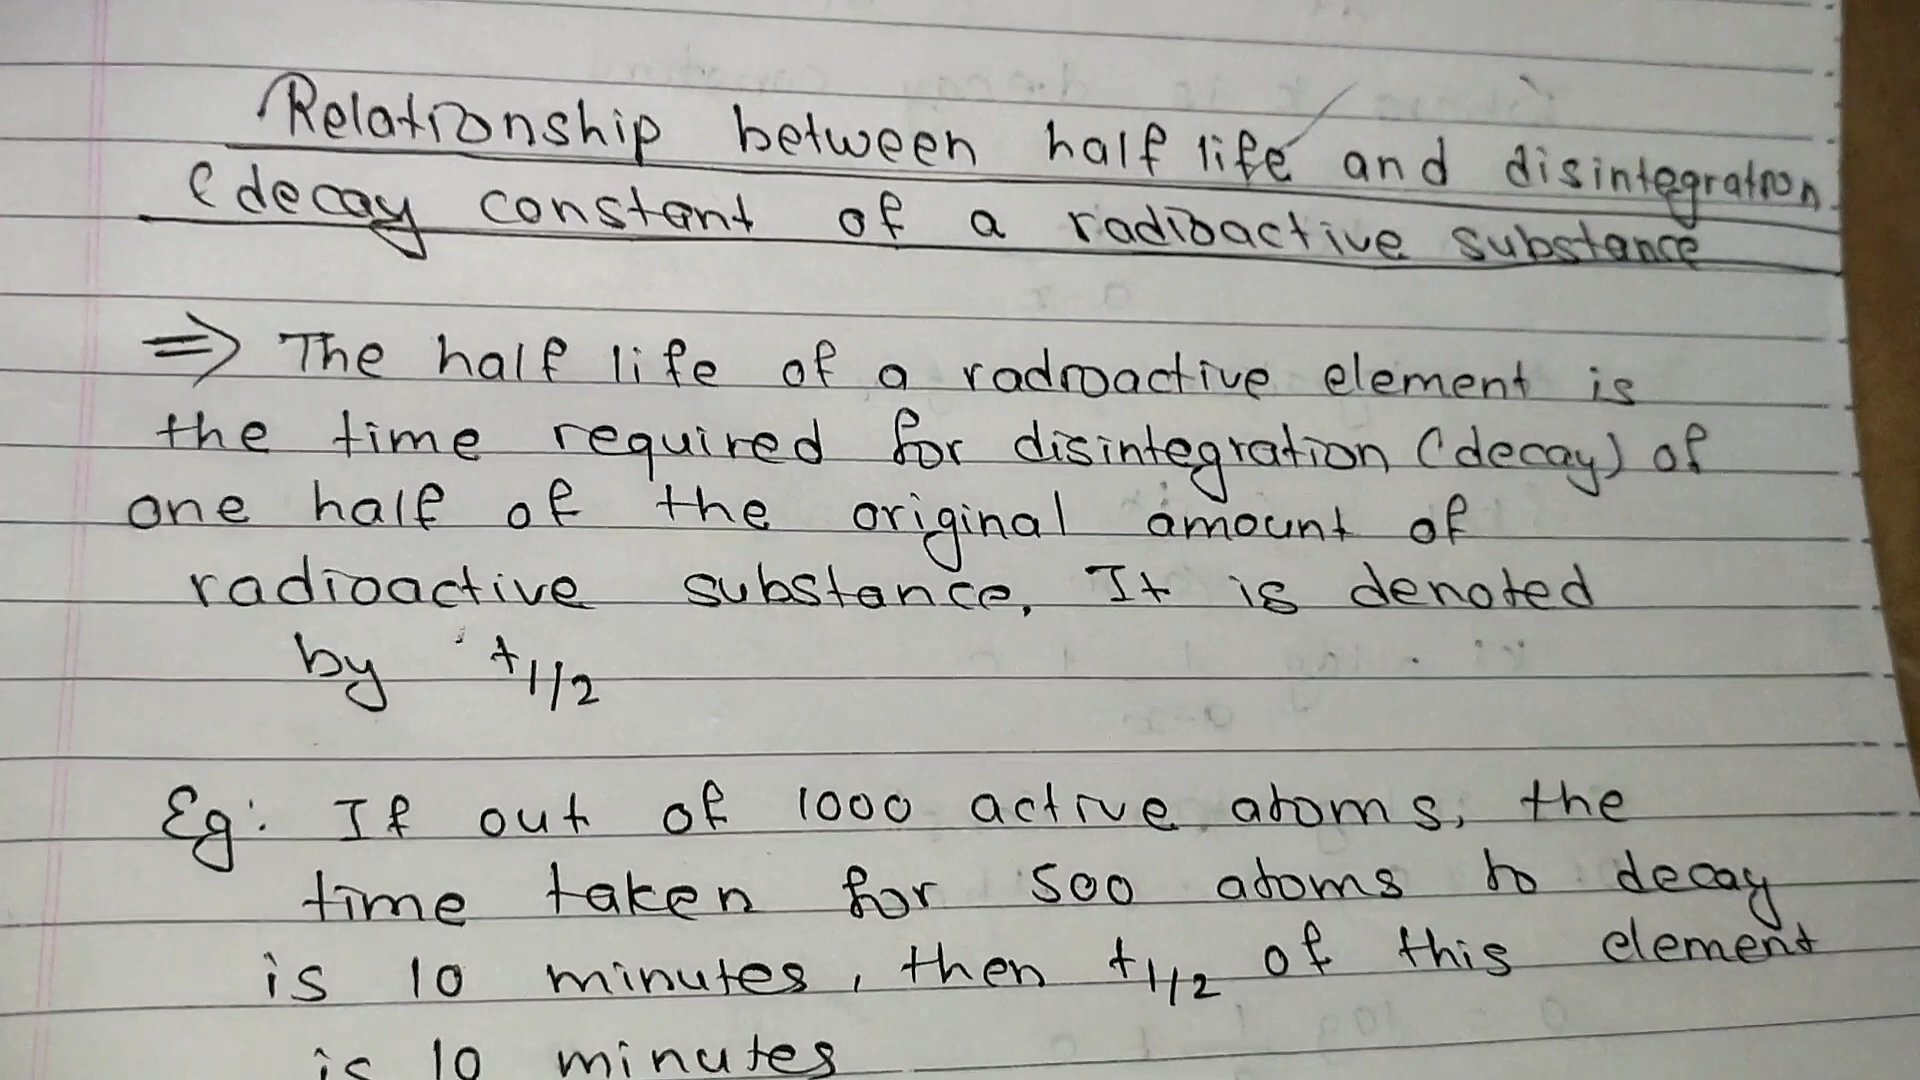 Relationship between half life and disintegration
(decay constant of a radioactive substance
⇒ The half life of a radioactive element is
the time required for disintegration (decay) of
one half of the original amount of
radioactive substance. It is denoted
by t1/2
Eg: If out of 1000 active atoms, the
time taken for 500 atoms to decay
is 10 minutes, then t1/2 of this element
is 10 minutes